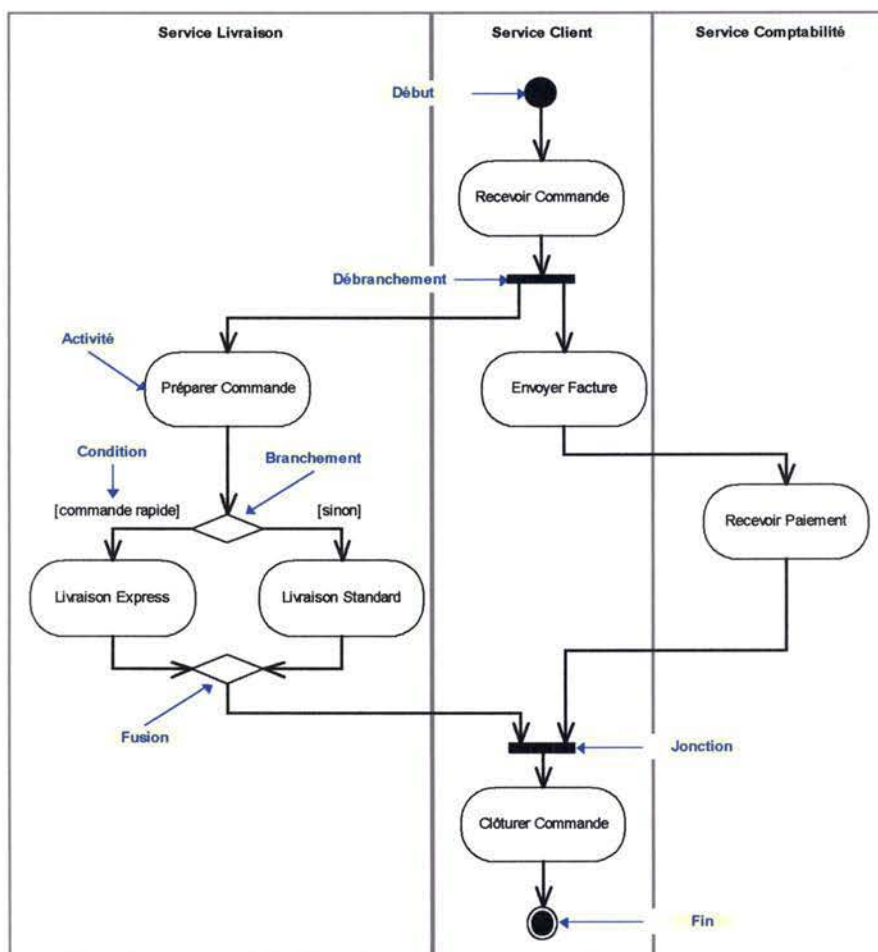 Service Livraison
Service Client
Service Comptabilité
Début
Recevoir Commande
Débranchement
Activité
Préparer Commande
Envoyer Facture
Condition
Branchement
[commande rapide]
[sinon]
Recevoir Paiement
Livraison Express
Livraison Standard
Fusion
Jonction
Clôturer Commande
Fin